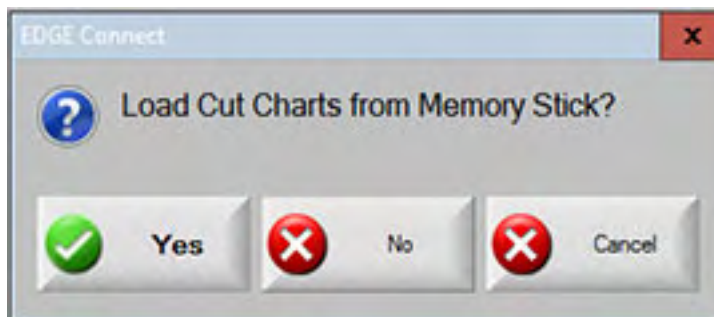 EDGE Connect
Load Cut Charts from Memory Stick?
Yes
No
Cancel